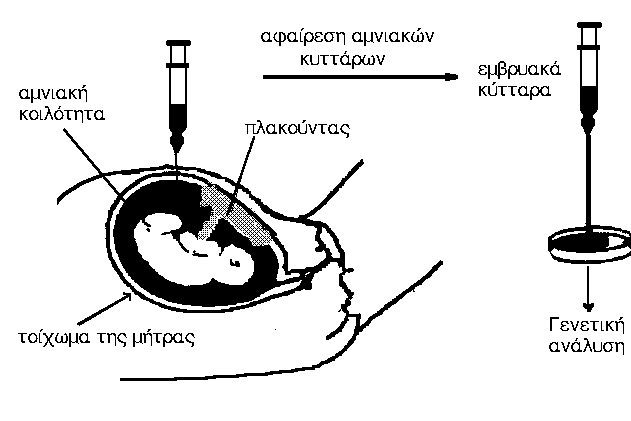 αφαίρεση αμνιακών
κυττάρων
εμβρυακά
κύτταρα
αμνιακή
κοιλότητα
πλακούντας
τοίχωμα της μήτρας
Γενετική
ανάλυση